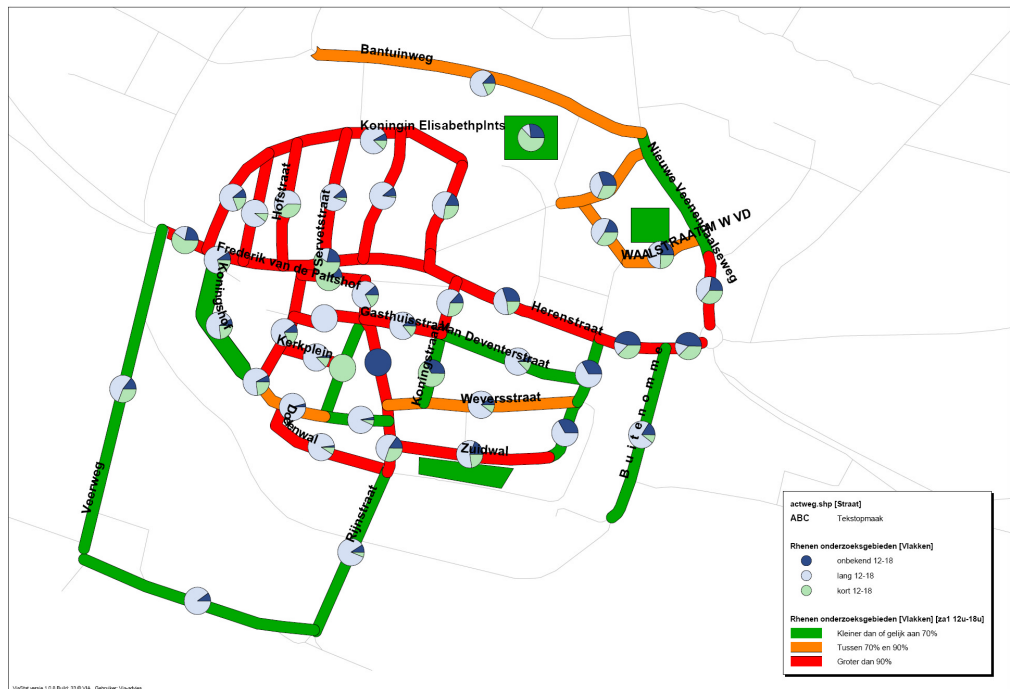 Bantuinweg
Koningin Elisabethplnts
Nieuwe Veenendaalseweg
Hofstraat
Servetstraat
WAALSTRAAT M W VD
Frederik van de Paltshof
Koningshof
Herenstraat
Gasthuisstraat
Van Deventerstraat
Kerkplein
Koningstraat
Weversstraat
Buitenomme
Dodenwal
Zuidwal
Veerweg
Rijnstraat
actweg.shp [Straat]
ABC Tekstopmaak
Rhenen onderzoeksgebieden [Vlakken]
onbekend 12-18
lang 12-18
kort 12-18
Rhenen onderzoeksgebieden [Vlakken] [za1 12u-18u]
Kleiner dan of gelijk aan 70%
Tussen 70% en 90%
Groter dan 90%